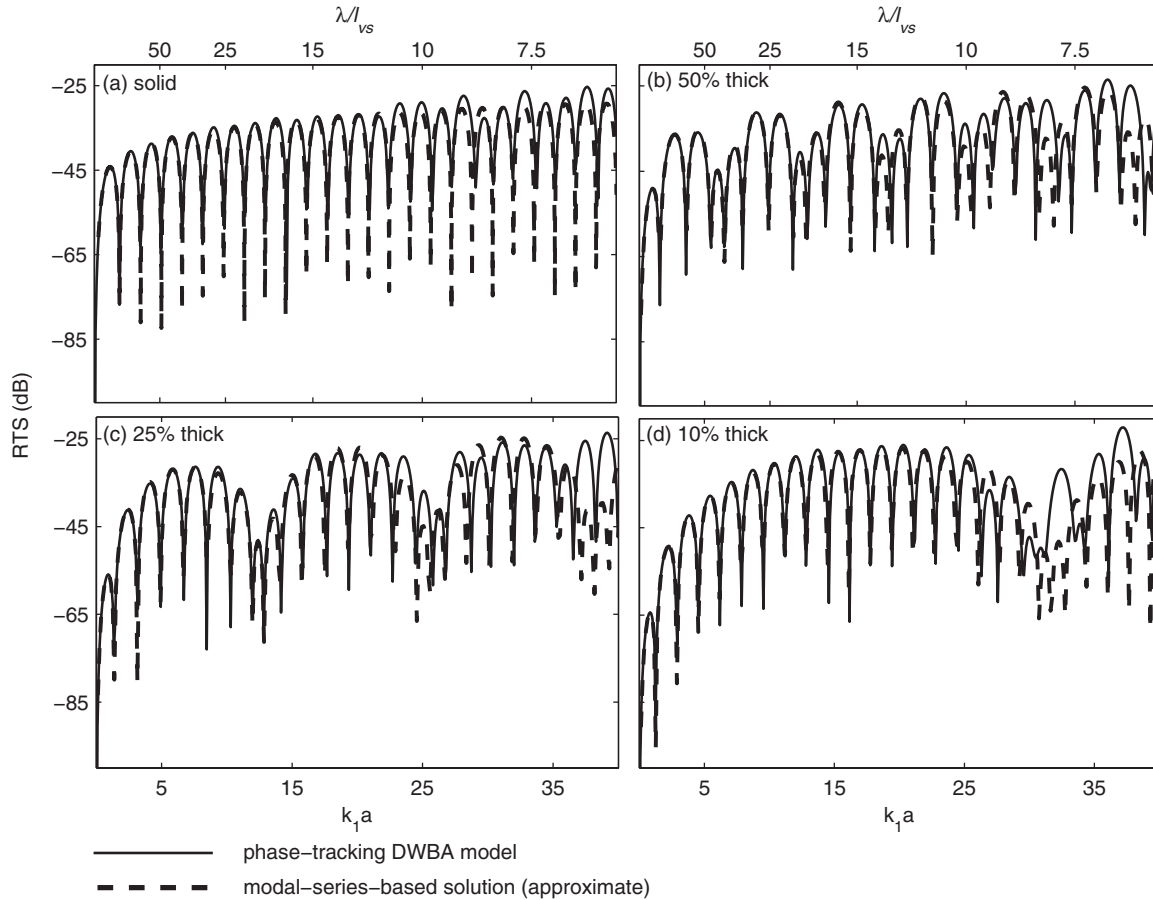 λ/l_vs
λ/l_vs
50 25 15 10 7.5
50 25 15 10 7.5
(a) solid
(b) 50% thick
−25
−45
−65
−85
RTS (dB)
(c) 25% thick
(d) 10% thick
−25
−45
−65
−85
5 15 25 35
5 15 25 35
k₁a
k₁a
phase−tracking DWBA model
modal−series−based solution (approximate)